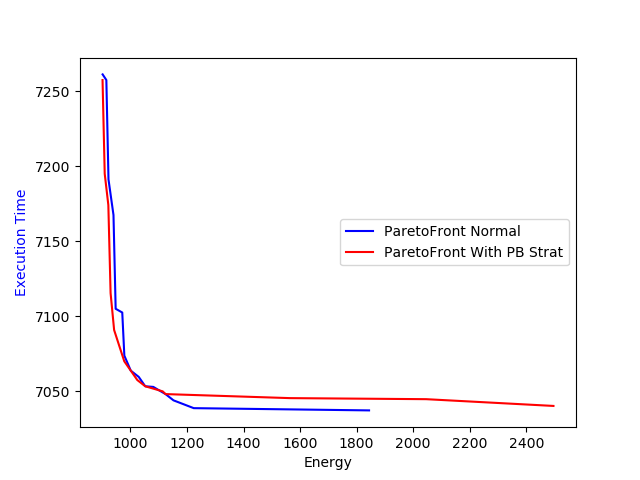 7250
7200
7150
7100
7050
Execution Time
ParetoFront Normal
ParetoFront With PB Strat
1000 1200 1400 1600 1800 2000 2200 2400
Energy